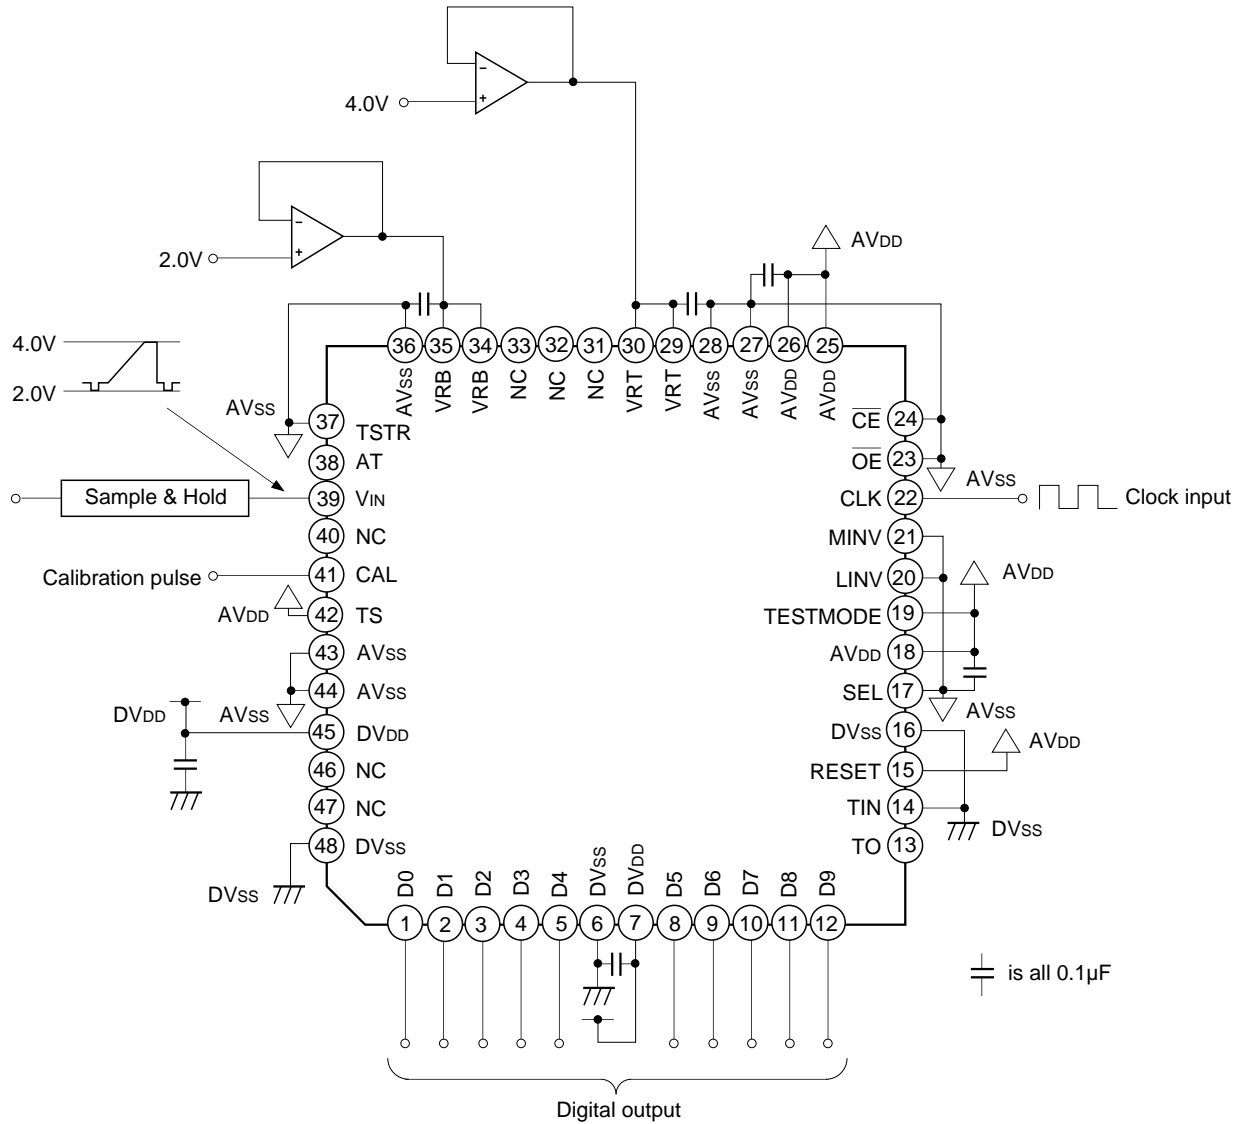 4.0V
−
+
2.0V
−
+
AVDD
4.0V
2.0V
36 35 34 33 32 31 30 29 28 27 26 25
AVSS VRB VRB NC NC NC VRT VRT AVSS AVSS AVDD AVDD
AVSS
37 TSTR
38 AT
Sample & Hold
39 VIN
40 NC
Calibration pulse
41 CAL
AVDD
42 TS
43 AVSS
44 AVSS
AVSS
DVDD
45 DVDD
46 NC
47 NC
48 DVSS
DVSS
CE 24
OE 23
AVSS
CLK 22
Clock input
MINV 21
LINV 20
AVDD
TESTMODE 19
AVDD 18
SEL 17
AVSS
DVSS 16
AVDD
RESET 15
TIN 14
DVSS
TO 13
D0 D1 D2 D3 D4 DVSS DVDD D5 D6 D7 D8 D9
1 2 3 4 5 6 7 8 9 10 11 12
is all 0.1µF
Digital output